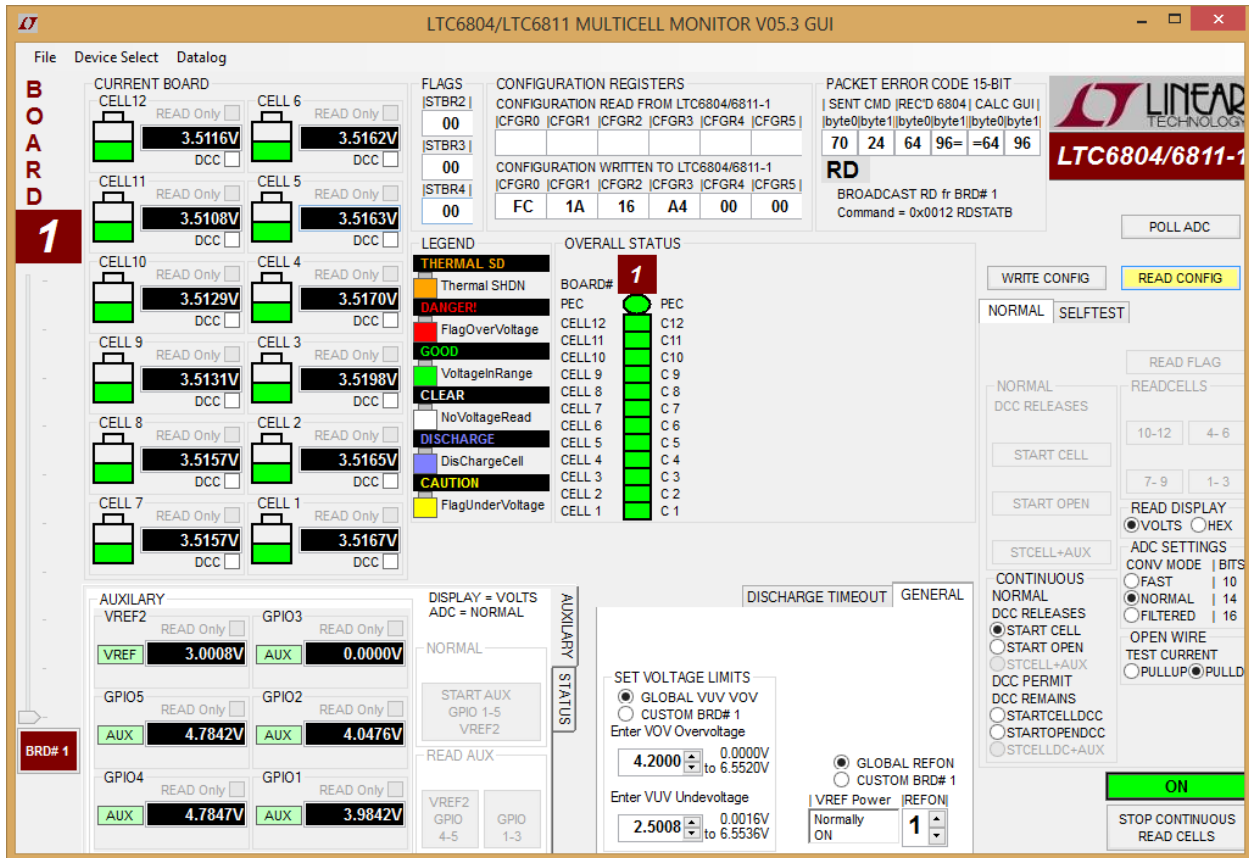 LTC6804/LTC6811 MULTICELL MONITOR V05.3 GUI
File Device Select Datalog
BOARD
1
BRD# 1
CURRENT BOARD
CELL12
READ Only
3.5116V
DCC
CELL 6
READ Only
3.5162V
DCC
CELL11
READ Only
3.5108V
DCC
CELL 5
READ Only
3.5163V
DCC
CELL10
READ Only
3.5129V
DCC
CELL 4
READ Only
3.5170V
DCC
CELL 9
READ Only
3.5131V
DCC
CELL 3
READ Only
3.5198V
DCC
CELL 8
READ Only
3.5157V
DCC
CELL 2
READ Only
3.5165V
DCC
CELL 7
READ Only
3.5157V
DCC
CELL 1
READ Only
3.5167V
DCC
FLAGS
|STBR2 |
00
|STBR3 |
00
|STBR4 |
00
CONFIGURATION REGISTERS
CONFIGURATION READ FROM LTC6804/6811-1
|CFGR0 |CFGR1 |CFGR2 |CFGR3 |CFGR4 |CFGR5 |
CONFIGURATION WRITTEN TO LTC6804/6811-1
|CFGR0 |CFGR1 |CFGR2 |CFGR3 |CFGR4 |CFGR5 |
FC 1A 16 A4 00 00
PACKET ERROR CODE 15-BIT
| SENT CMD |REC'D 6804| CALC GUI|
|byte0|byte1||byte0|byte1||byte0|byte1|
70 24 64 96= =64 96
RD
BROADCAST RD fr BRD# 1
Command = 0x0012 RDSTATB
LINEAR
TECHNOLOGY
LTC6804/6811-1
POLL ADC
WRITE CONFIG
READ CONFIG
LEGEND
THERMAL SD
Thermal SHDN
DANGER!
FlagOverVoltage
GOOD
VoltageInRange
CLEAR
NoVoltageRead
DISCHARGE
DisChargeCell
CAUTION
FlagUnderVoltage
OVERALL STATUS
BOARD# 1
PEC PEC
CELL12 C12
CELL11 C11
CELL10 C10
CELL 9 C 9
CELL 8 C 8
CELL 7 C 7
CELL 6 C 6
CELL 5 C 5
CELL 4 C 4
CELL 3 C 3
CELL 2 C 2
CELL 1 C 1
NORMAL SELFTEST
NORMAL
DCC RELEASES
START CELL
START OPEN
STCELL+AUX
CONTINUOUS
NORMAL
DCC RELEASES
START CELL
START OPEN
STCELL+AUX
DCC PERMIT
DCC REMAINS
STARTCELLDCC
STARTOPENDCC
STCELLDC+AUX
READ FLAG
READCELLS
10-12 4- 6
7- 9 1- 3
READ DISPLAY
VOLTS HEX
ADC SETTINGS
CONV MODE | BITS
FAST | 10
NORMAL | 14
FILTERED | 16
OPEN WIRE
TEST CURRENT
PULLUP PULLD
ON
STOP CONTINUOUS
READ CELLS
AUXILARY
VREF2
READ Only
VREF 3.0008V
GPIO3
READ Only
AUX 0.0000V
GPIO5
READ Only
AUX 4.7842V
GPIO2
READ Only
AUX 4.0476V
GPIO4
READ Only
AUX 4.7847V
GPIO1
READ Only
AUX 3.9842V
DISPLAY = VOLTS
ADC = NORMAL
NORMAL
START AUX
GPIO 1-5
VREF2
READ AUX
VREF2
GPIO
4-5
GPIO
1-3
AUXILARY
STATUS
DISCHARGE TIMEOUT GENERAL
SET VOLTAGE LIMITS
GLOBAL VUV VOV
CUSTOM BRD# 1
Enter VOV Overvoltage
4.2000 0.0000V
to 6.5520V
Enter VUV Undevoltage
2.5008 0.0016V
to 6.5536V
GLOBAL REFON
CUSTOM BRD# 1
| VREF Power |REFON|
Normally
ON
1